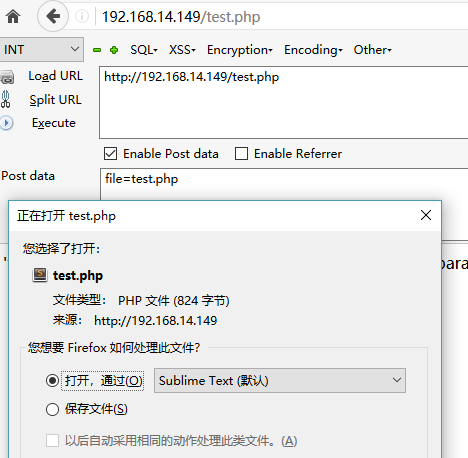 192.168.14.149/test.php
INT SQL▾ XSS▾ Encryption▾ Encoding▾ Other▾
Load URL
http://192.168.14.149/test.php
Split URL
Execute
Enable Post data Enable Referrer
Post data
file=test.php
正在打开 test.php
您选择了打开：
para
test.php
文件类型： PHP 文件 (824 字节)
来源： http://192.168.14.149
您想要 Firefox 如何处理此文件？
打开，通过(O) Sublime Text (默认)
保存文件(S)
以后自动采用相同的动作处理此类文件。(A)